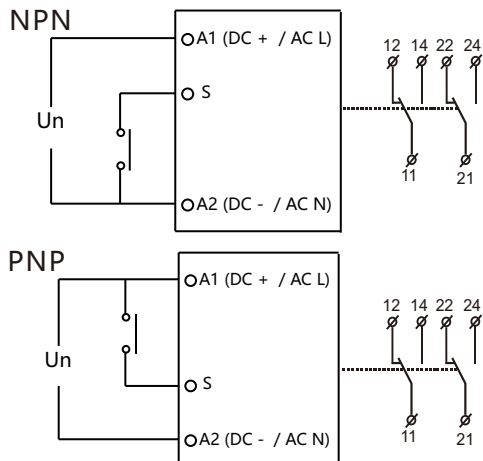 NPN
A1 (DC + / AC L)
12 14 22 24
S
Un
11
21
A2 (DC - / AC N)
PNP
A1 (DC + / AC L)
12 14 22 24
Un
S
11
21
A2 (DC - / AC N)